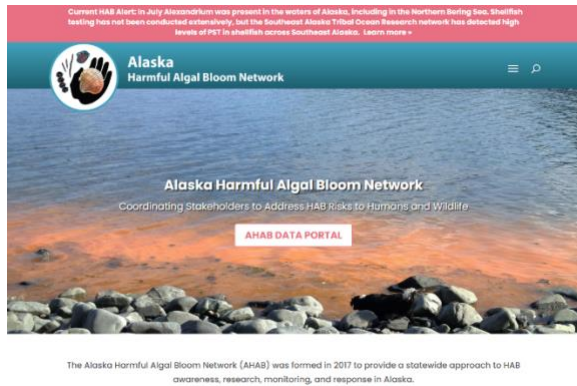 Current HAB Alert: In July Alexandrium was present in the waters of Alaska, including in the Northern Bering Sea. Shellfish
testing has not been conducted extensively, but the Southeast Alaska Tribal Ocean Research network has detected high
levels of PST in shellfish across Southeast Alaska. Learn more »
Alaska
Harmful Algal Bloom Network
Alaska Harmful Algal Bloom Network
Coordinating Stakeholders to Address HAB Risks to Humans and Wildlife
AHAB DATA PORTAL
The Alaska Harmful Algal Bloom Network (AHAB) was formed in 2017 to provide a statewide approach to HAB
awareness, research, monitoring, and response in Alaska.